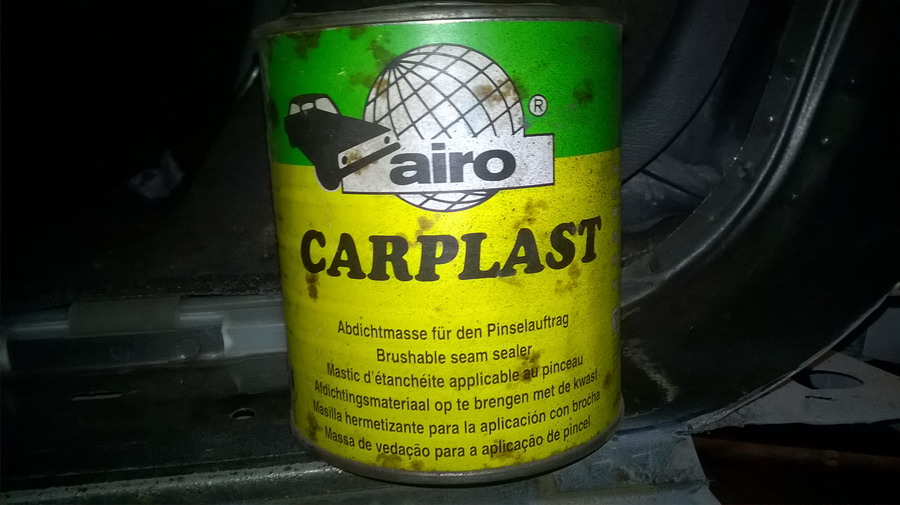 ®
airo
CARPLAST
Abdichtmasse für den Pinselauftrag
Brushable seam sealer
Mastic d'étanchéite applicable au pinceau
Afdichtingsmateriaal op te brengen met de kwast
Masilla hermetizante para la aplicación con brocha
Massa de vedação para a aplicação de pincel